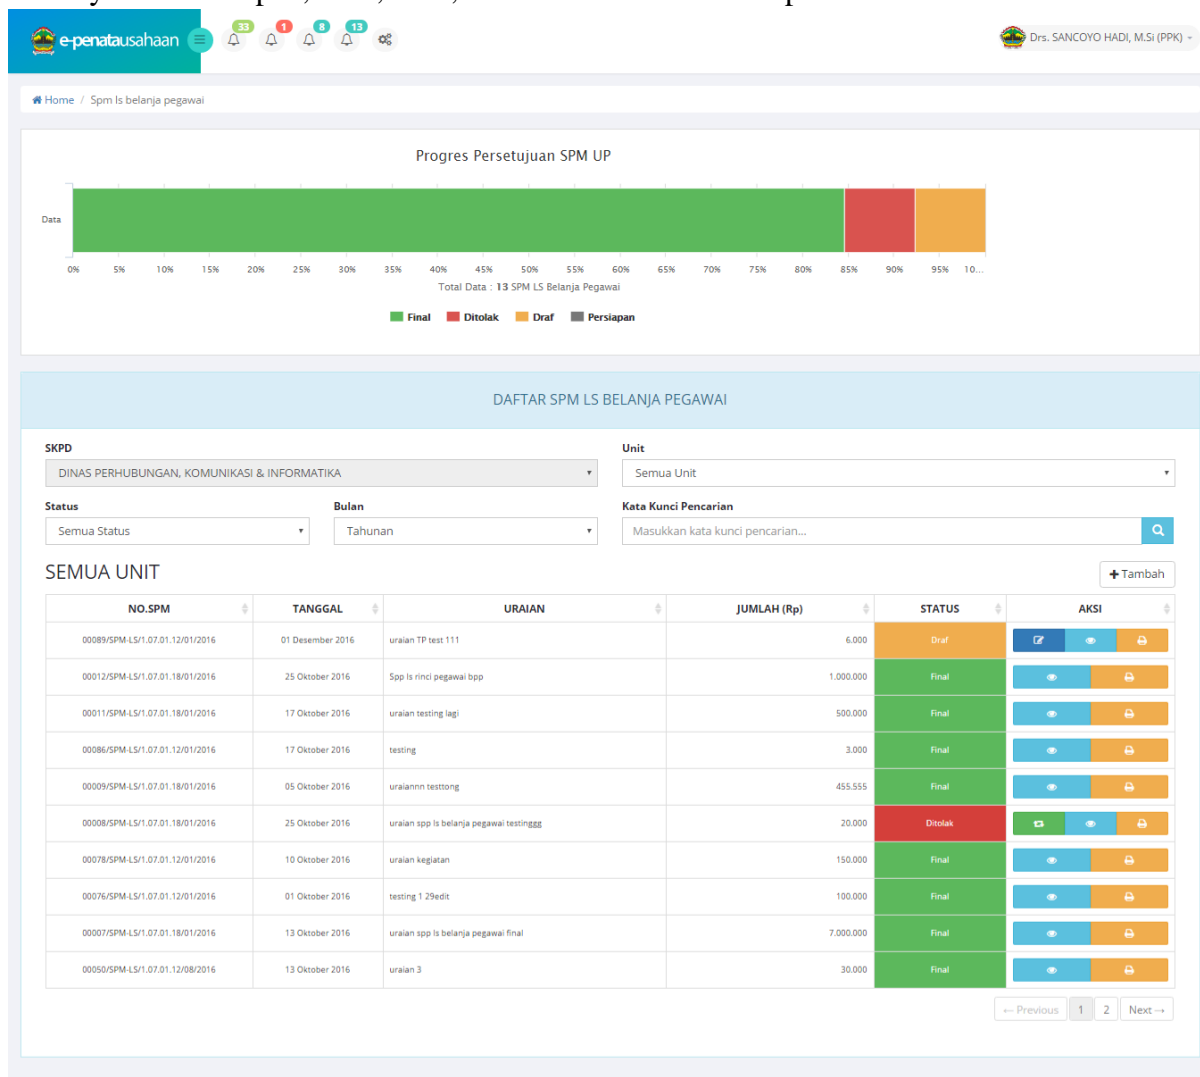 e-penatausahaan
33
1
8
13
Drs. SANCOYO HADI, M.Si (PPK)
Home / Spm ls belanja pegawai
Progres Persetujuan SPM UP
Data
0% 5% 10% 15% 20% 25% 30% 35% 40% 45% 50% 55% 60% 65% 70% 75% 80% 85% 90% 95% 10...
Total Data : 13 SPM LS Belanja Pegawai
Final Ditolak Draf Persiapan
DAFTAR SPM LS BELANJA PEGAWAI
SKPD Unit
DINAS PERHUBUNGAN, KOMUNIKASI & INFORMATIKA Semua Unit
Status Bulan Kata Kunci Pencarian
Semua Status Tahunan Masukkan kata kunci pencarian...
SEMUA UNIT Tambah
NO.SPM TANGGAL URAIAN JUMLAH (Rp) STATUS AKSI
00089/SPM-LS/1.07.01.12/01/2016 01 Desember 2016 uraian TP test 111 6.000 Draf
00012/SPM-LS/1.07.01.18/01/2016 25 Oktober 2016 Spp ls rinci pegawai bpp 1.000.000 Final
00011/SPM-LS/1.07.01.18/01/2016 17 Oktober 2016 uraian testing lagi 500.000 Final
00086/SPM-LS/1.07.01.12/01/2016 17 Oktober 2016 testing 3.000 Final
00009/SPM-LS/1.07.01.18/01/2016 05 Oktober 2016 uraiannn testtong 455.555 Final
00008/SPM-LS/1.07.01.18/01/2016 25 Oktober 2016 uraian spp ls belanja pegawai testinggg 20.000 Ditolak
00078/SPM-LS/1.07.01.12/01/2016 10 Oktober 2016 uraian kegiatan 150.000 Final
00076/SPM-LS/1.07.01.12/01/2016 01 Oktober 2016 testing 1 29edit 100.000 Final
00007/SPM-LS/1.07.01.18/01/2016 13 Oktober 2016 uraian spp ls belanja pegawai final 7.000.000 Final
00050/SPM-LS/1.07.01.12/08/2016 13 Oktober 2016 uraian 3 30.000 Final
← Previous 1 2 Next →